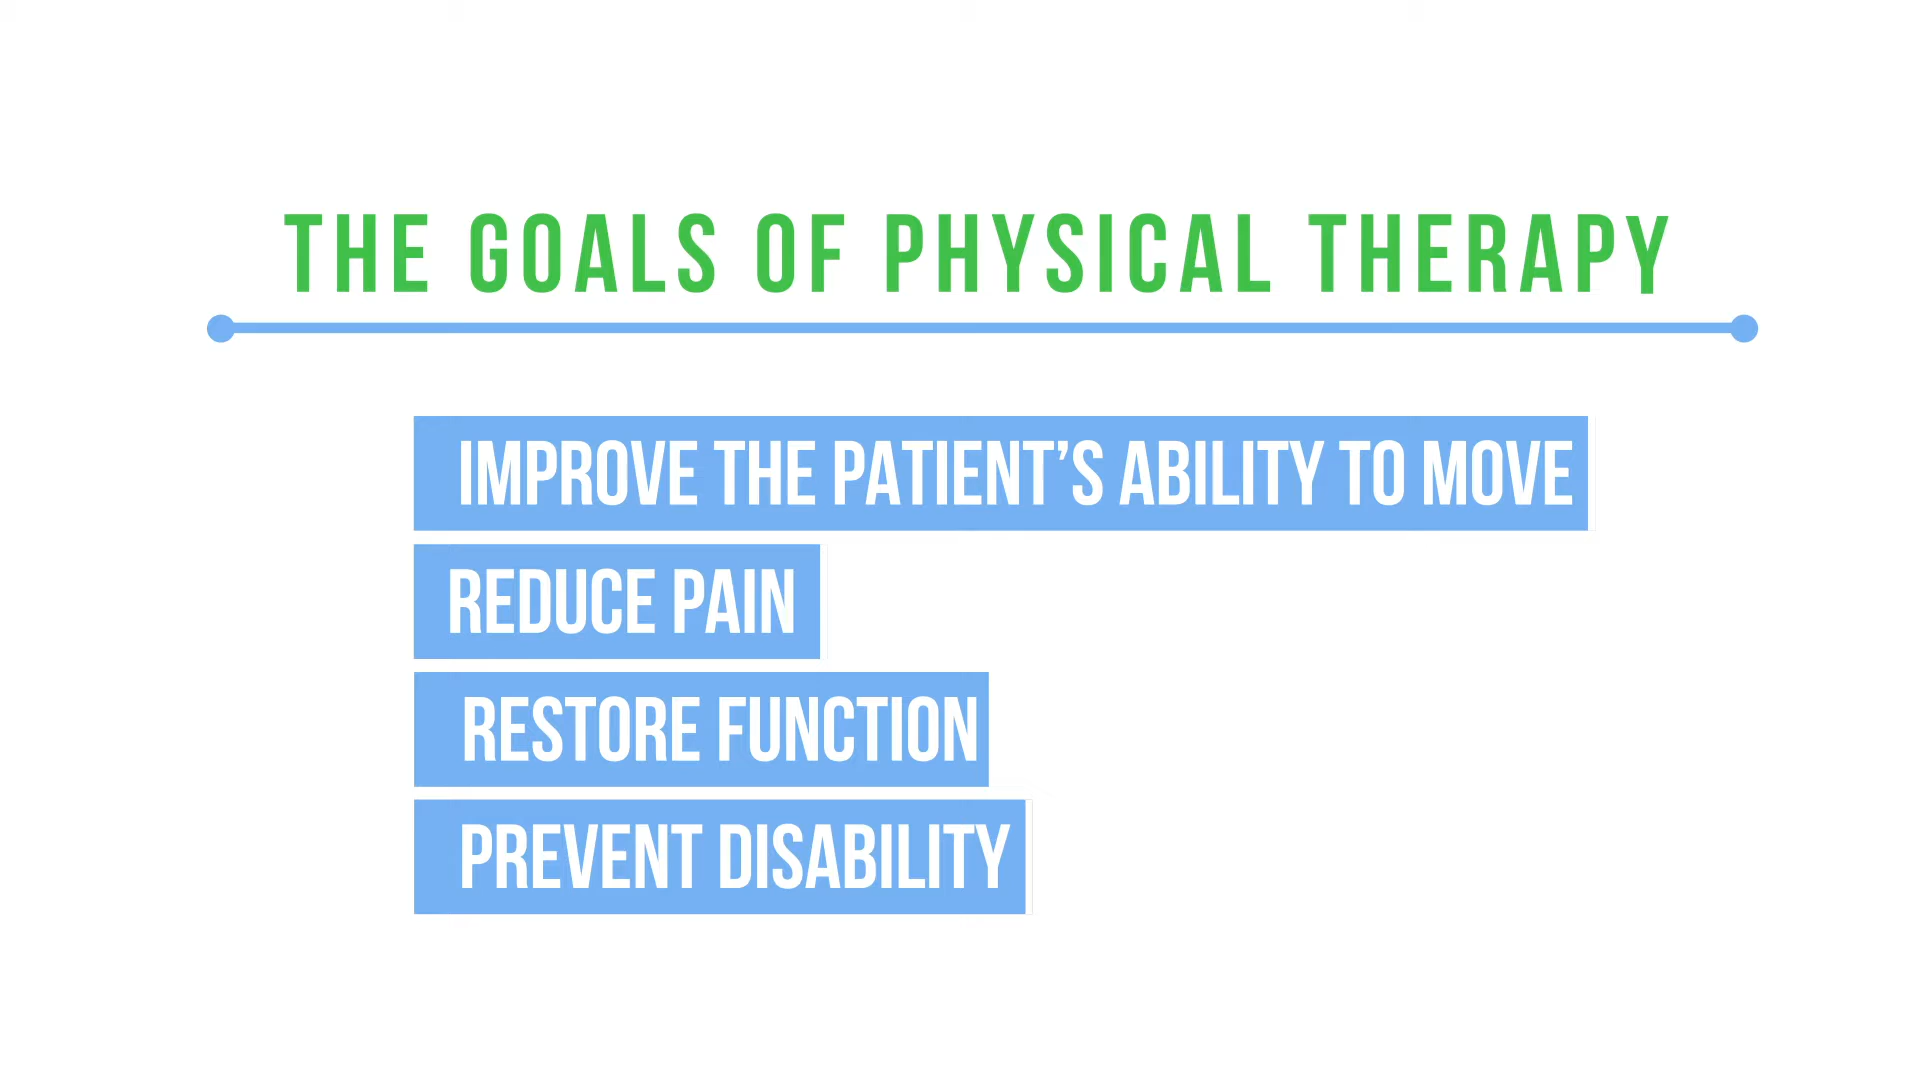 THE GOALS OF PHYSICAL THERAPY
IMPROVE THE PATIENT’S ABILITY TO MOVE
REDUCE PAIN
RESTORE FUNCTION
PREVENT DISABILITY